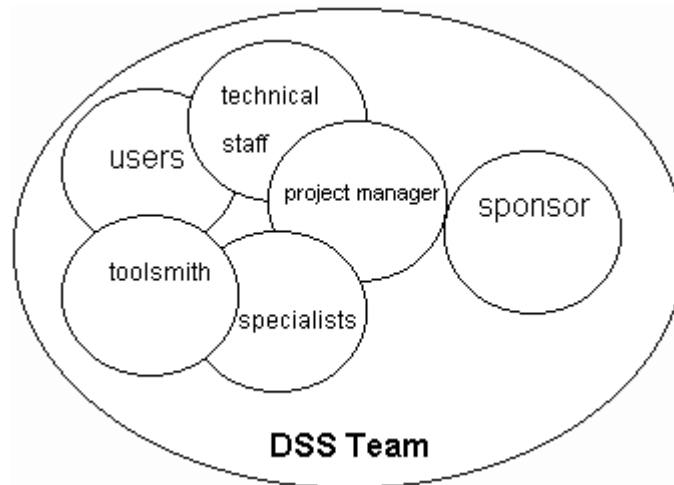 technical
staff
users
project manager
sponsor
toolsmith
specialists
DSS Team